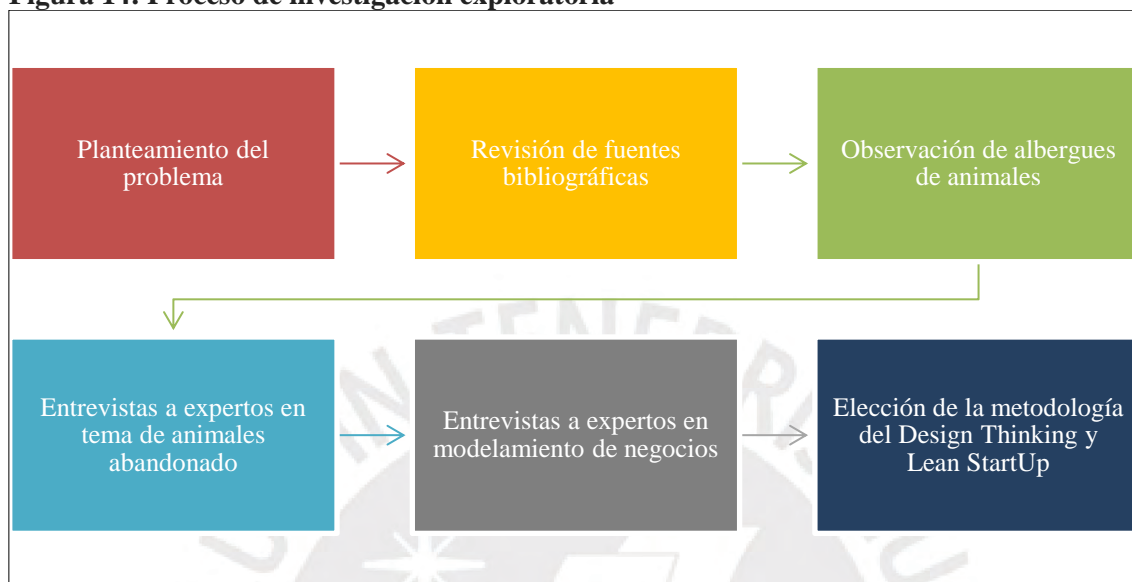 Figura 14: Proceso de investigación exploratoria
Planteamiento del
problema
Revisión de fuentes
bibliográficas
Observación de albergues
de animales
Entrevistas a expertos en
tema de animales
abandonado
Entrevistas a expertos en
modelamiento de negocios
Elección de la metodología
del Design Thinking y
Lean StartUp
TENEBRIS